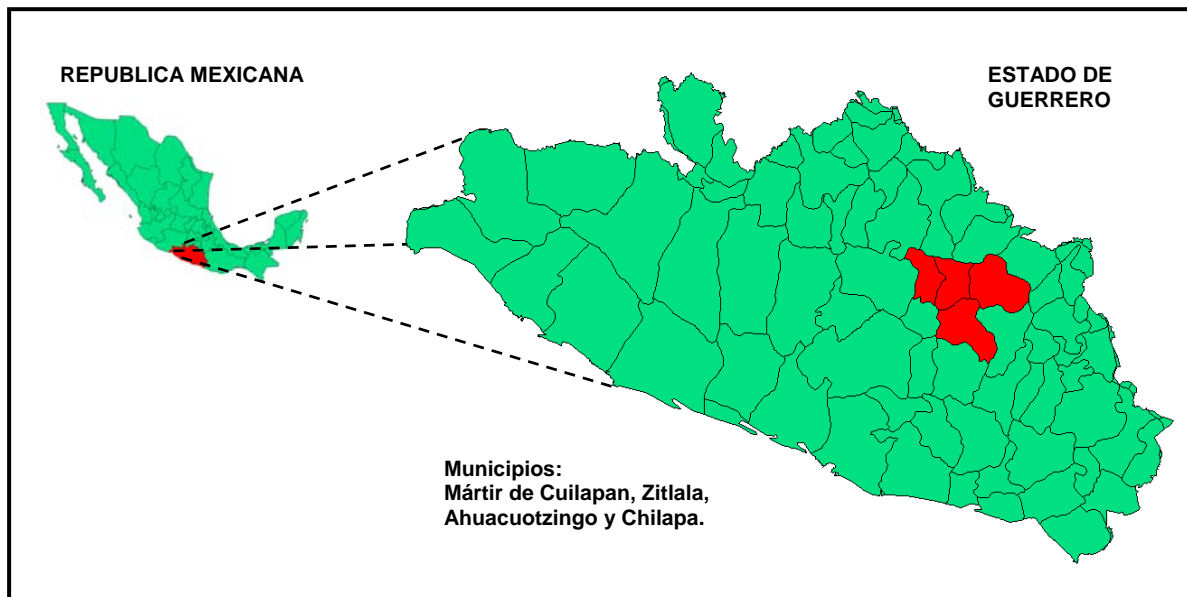 REPUBLICA MEXICANA
ESTADO DE
GUERRERO
Municipios:
Mártir de Cuilapan, Zitlala,
Ahuacuotzingo y Chilapa.